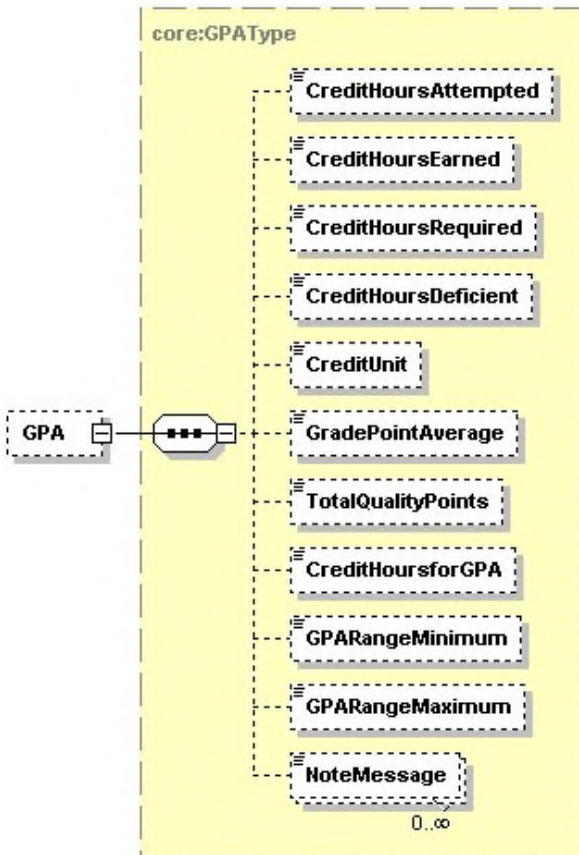 core:GPAType
CreditHoursAttempted
CreditHoursEarned
CreditHoursRequired
CreditHoursDeficient
CreditUnit
GPA
GradePointAverage
TotalQualityPoints
CreditHoursforGPA
GPARangeMinimum
GPARangeMaximum
NoteMessage
0..∞